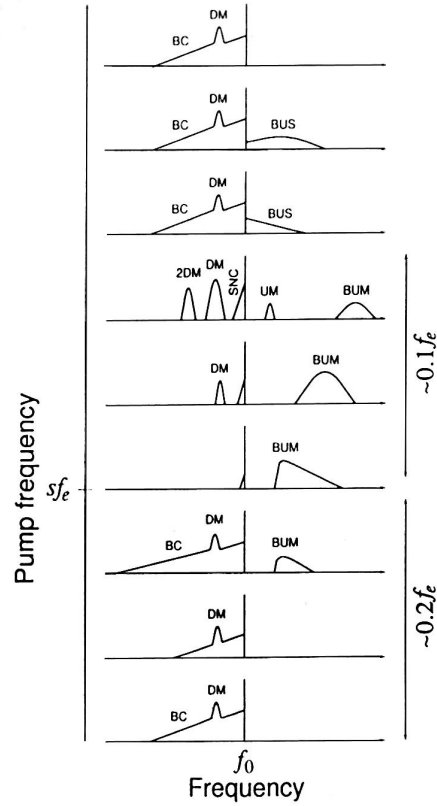 DM
BC
DM
BC BUS
DM
BC BUS
2DM DM SNC UM BUM
DM BUM
BUM
DM
BC BUM
DM
DM
BC
Pump frequency
sfₑ
~0.1fₑ
~0.2fₑ
f₀
Frequency